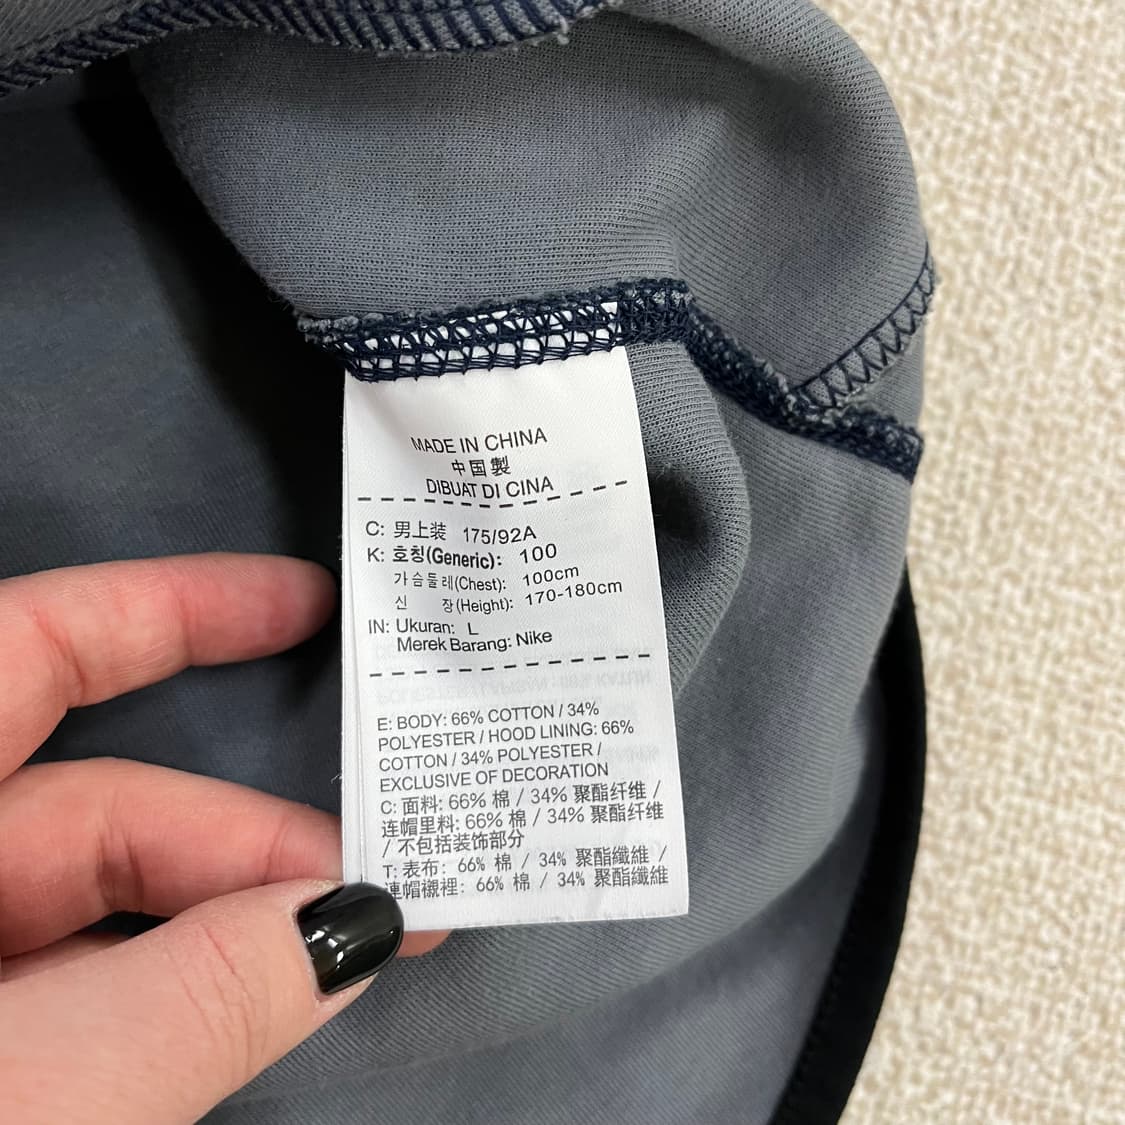 MADE IN CHINA
中国製
DIBUAT DI CINA
C: 男上装 175/92A
K: 호칭(Generic): 100
가슴둘레(Chest): 100cm
신 장(Height): 170-180cm
IN: Ukuran: L
Merek Barang: Nike
E: BODY: 66% COTTON / 34%
POLYESTER / HOOD LINING: 66%
COTTON / 34% POLYESTER /
EXCLUSIVE OF DECORATION
C: 面料: 66% 棉 / 34% 聚酯纤维 /
连帽里料: 66% 棉 / 34% 聚酯纤维
/ 不包括装饰部分
T: 表布: 66% 棉 / 34% 聚酯纖維 /
連帽襯裡: 66% 棉 / 34% 聚酯纖維